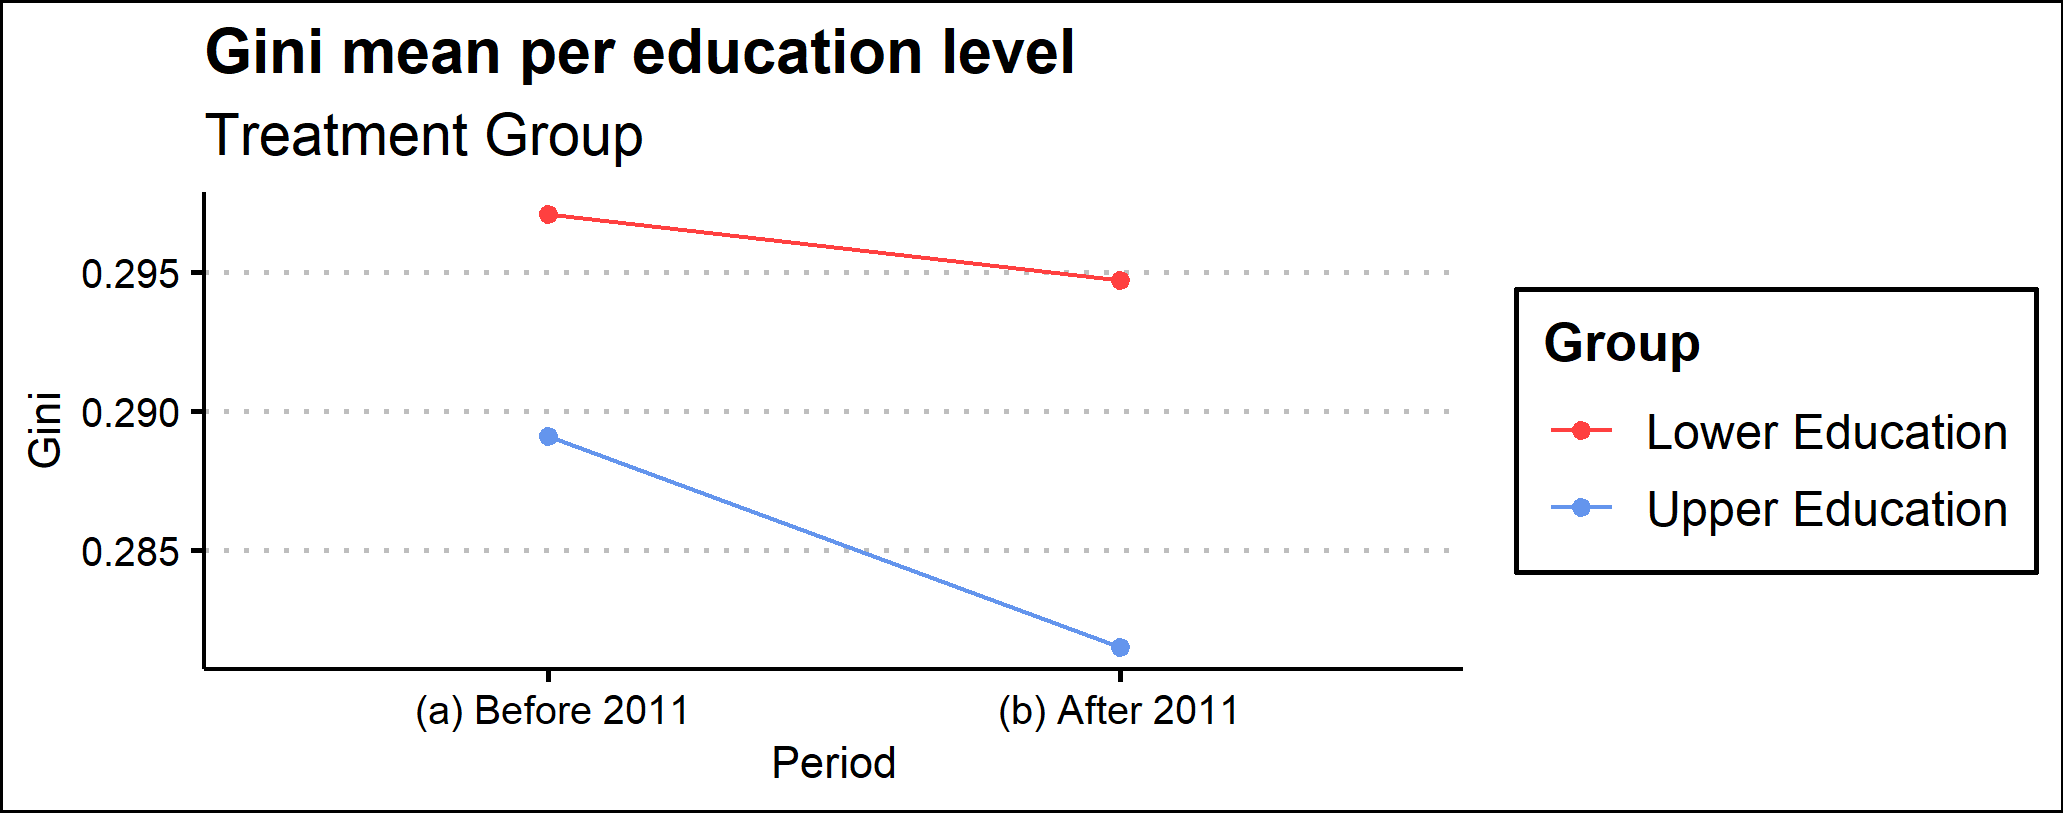 Gini mean per education level
Treatment Group
Gini
0.295
0.290
0.285
(a) Before 2011
(b) After 2011
Period
Group
Lower Education
Upper Education